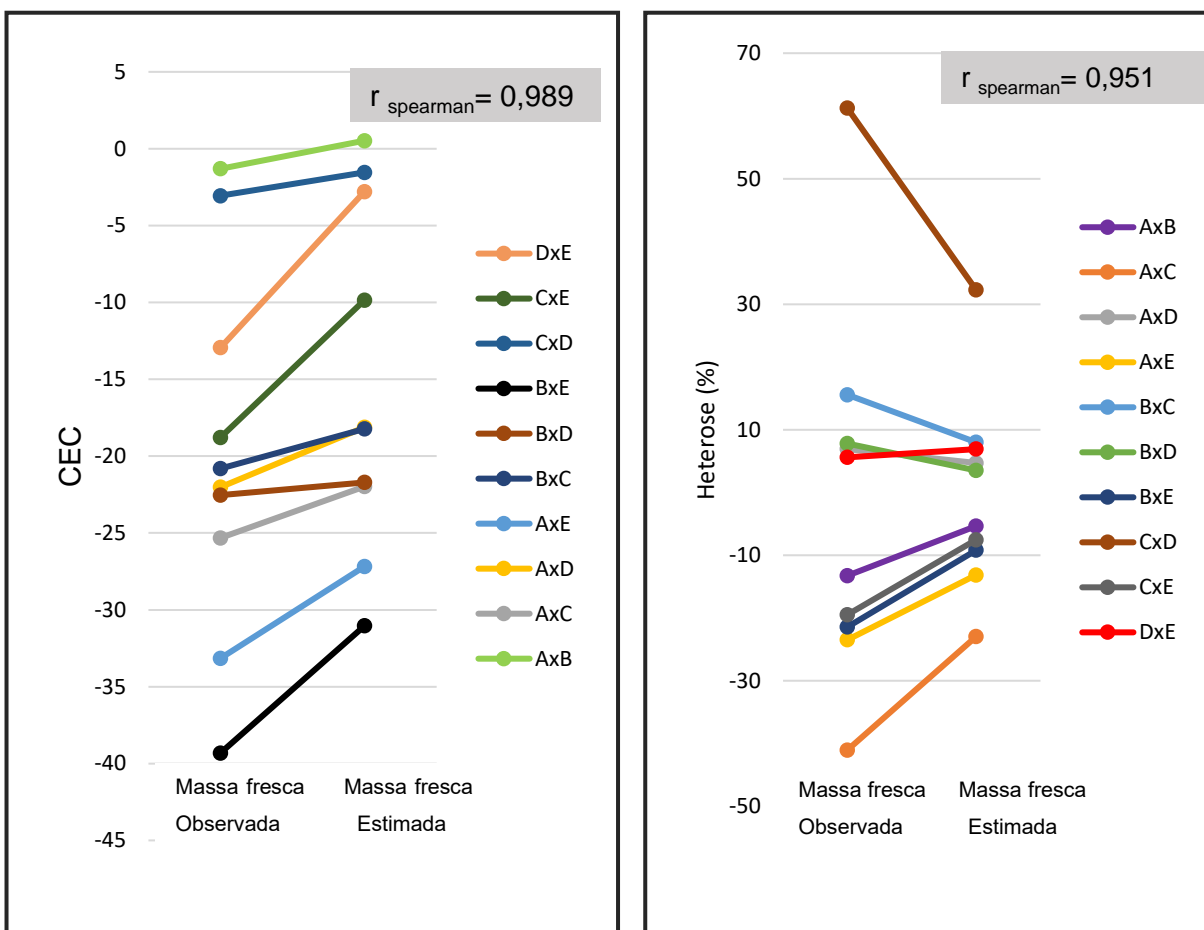 r spearman= 0,989
5
0
-5
-10
-15
-20
-25
-30
-35
-40
-45
CEC
Massa fresca Observada
Massa fresca Estimada
DxE
CxE
CxD
BxE
BxD
BxC
AxE
AxD
AxC
AxB
r spearman= 0,951
70
50
30
10
-10
-30
-50
Heterose (%)
Massa fresca Observada
Massa fresca Estimada
AxB
AxC
AxD
AxE
BxC
BxD
BxE
CxD
CxE
DxE